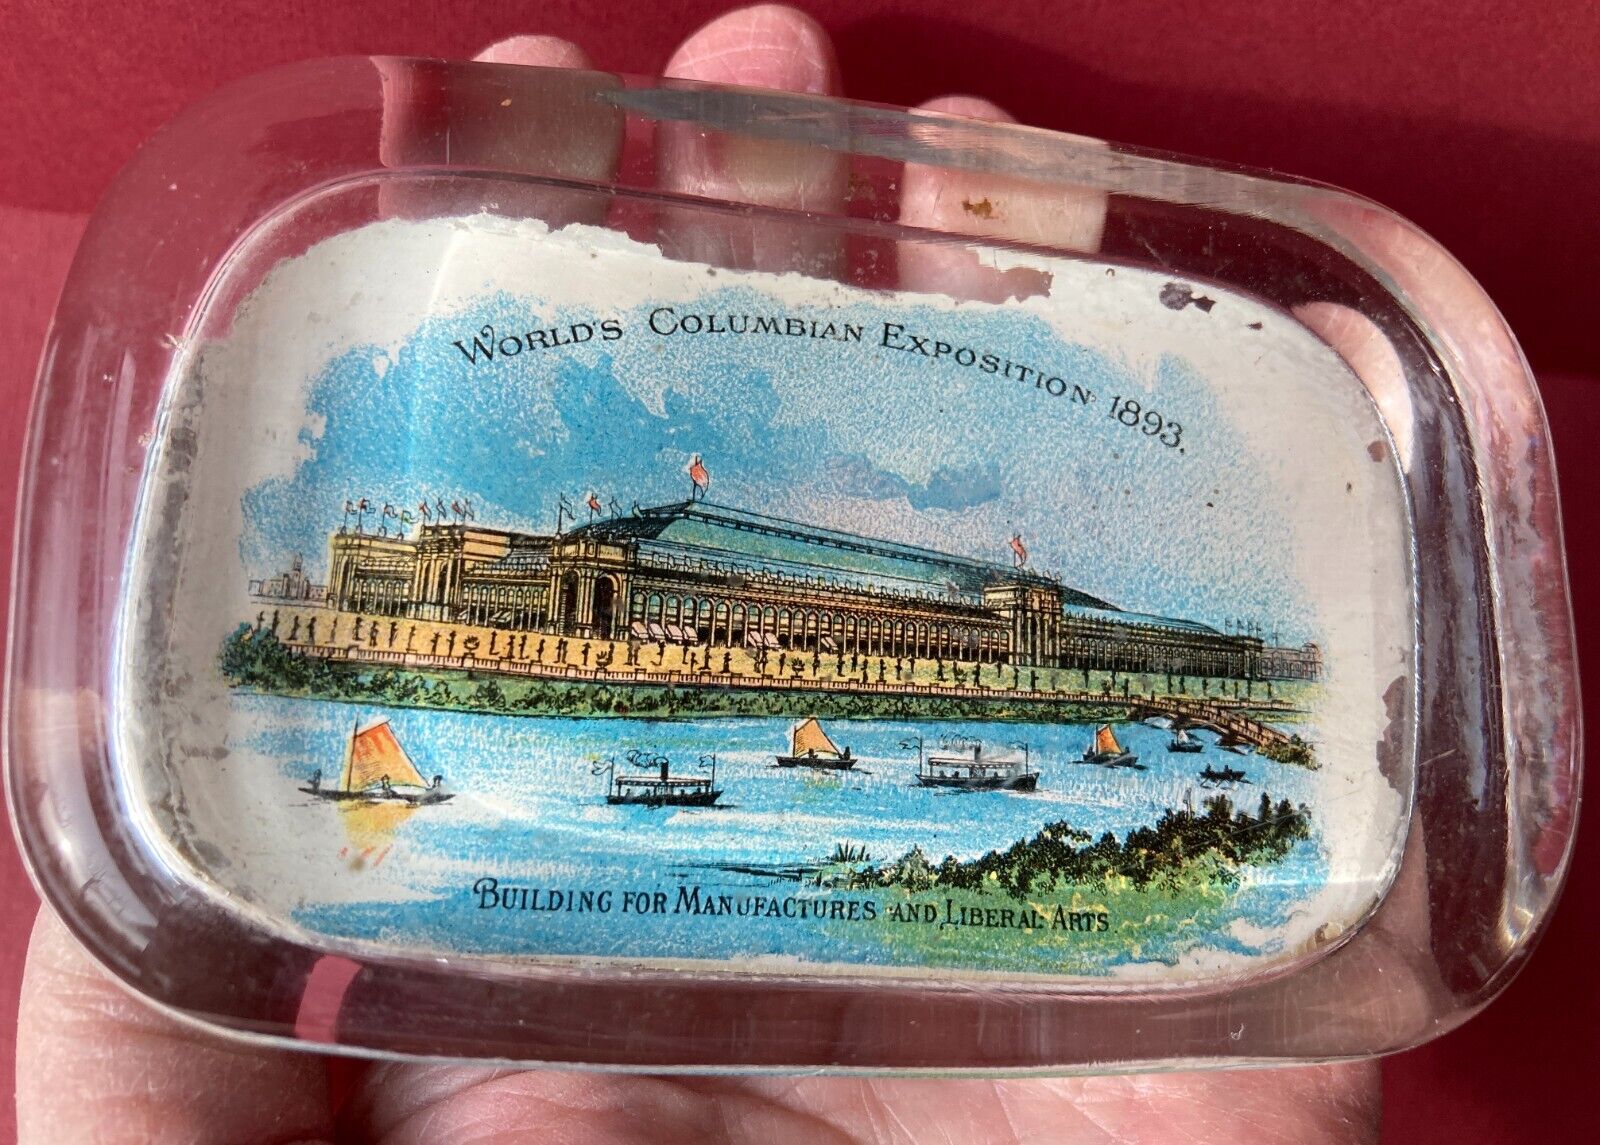 World's Columbian Exposition 1893.
Building for Manufactures and Liberal Arts